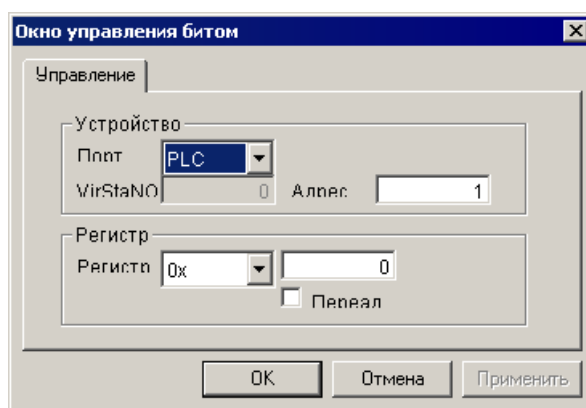 Окно управления битом
Управление
Устройство
Порт PLC
VirStaNO 0 Адрес 1
Регистр
Регистр 0x 0
Переад
OK Отмена Применить